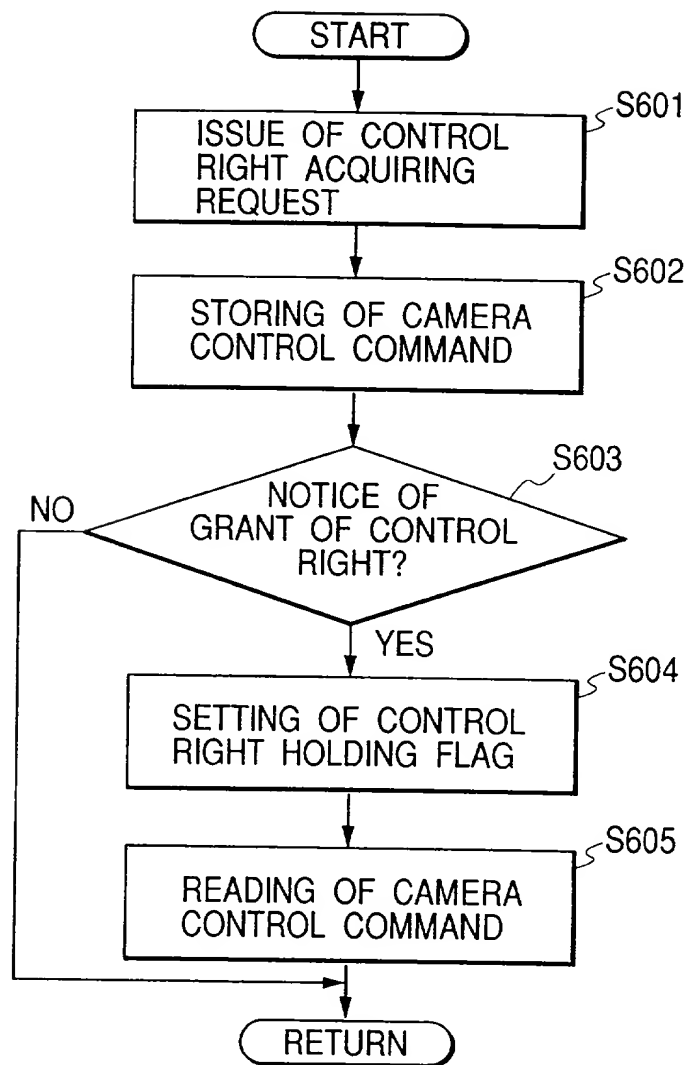 START
S601
ISSUE OF CONTROL
RIGHT ACQUIRING
REQUEST
S602
STORING OF CAMERA
CONTROL COMMAND
S603
NOTICE OF
GRANT OF CONTROL
RIGHT?
NO
YES
S604
SETTING OF CONTROL
RIGHT HOLDING FLAG
S605
READING OF CAMERA
CONTROL COMMAND
RETURN